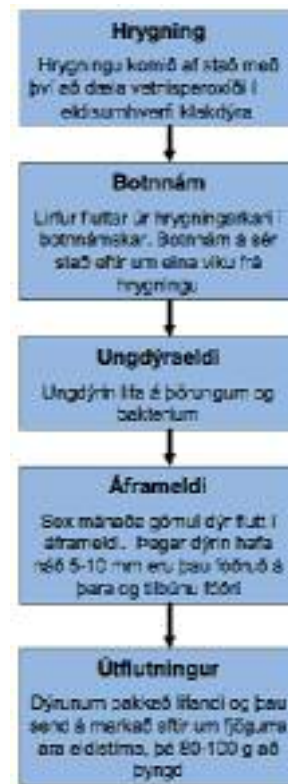 Hrygning
Hrygningu komið af stað með
því að dæla vetnisperoxíði í
eldisumhverfi klakdýra
Botnnám
Lirfur fluttar úr hrygningarkari í
botnnámskar. Botnnám á sér
stað eftir um eina viku frá
hrygningu
Ungdýraeldi
Ungdýrin lifa á þörungum og
bakteríum
Áframeldi
Sex mánaða gömul dýr flutt í
áframeldi. Þegar dýrin hafa
náð 5-10 mm eru þau fóðruð á
þara og tilbúnu fóðri
Útflutningur
Dýrunum pakkað lifandi og þau
send á markað eftir um fjögurra
ára eldistíma, þá 80-100 g að
þyngd